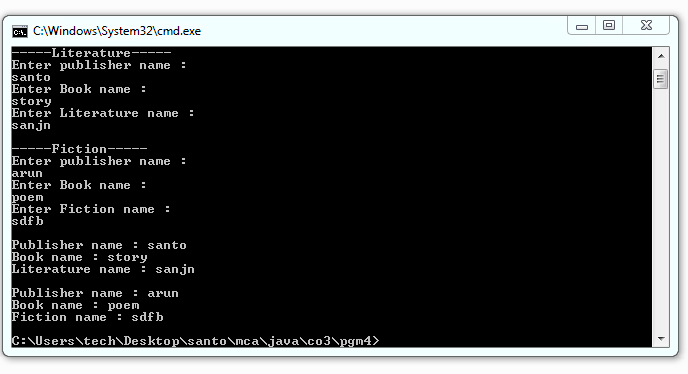 C:\Windows\System32\cmd.exe
-----Literature-----
Enter publisher name :
santo
Enter Book name :
story
Enter Literature name :
sanjn
-----Fiction-----
Enter publisher name :
arun
Enter Book name :
poem
Enter Fiction name :
sdfb
Publisher name : santo
Book name : story
Literature name : sanjn
Publisher name : arun
Book name : poem
Fiction name : sdfb
C:\Users\tech\Desktop\santo\mca\java\co3\pgm4>